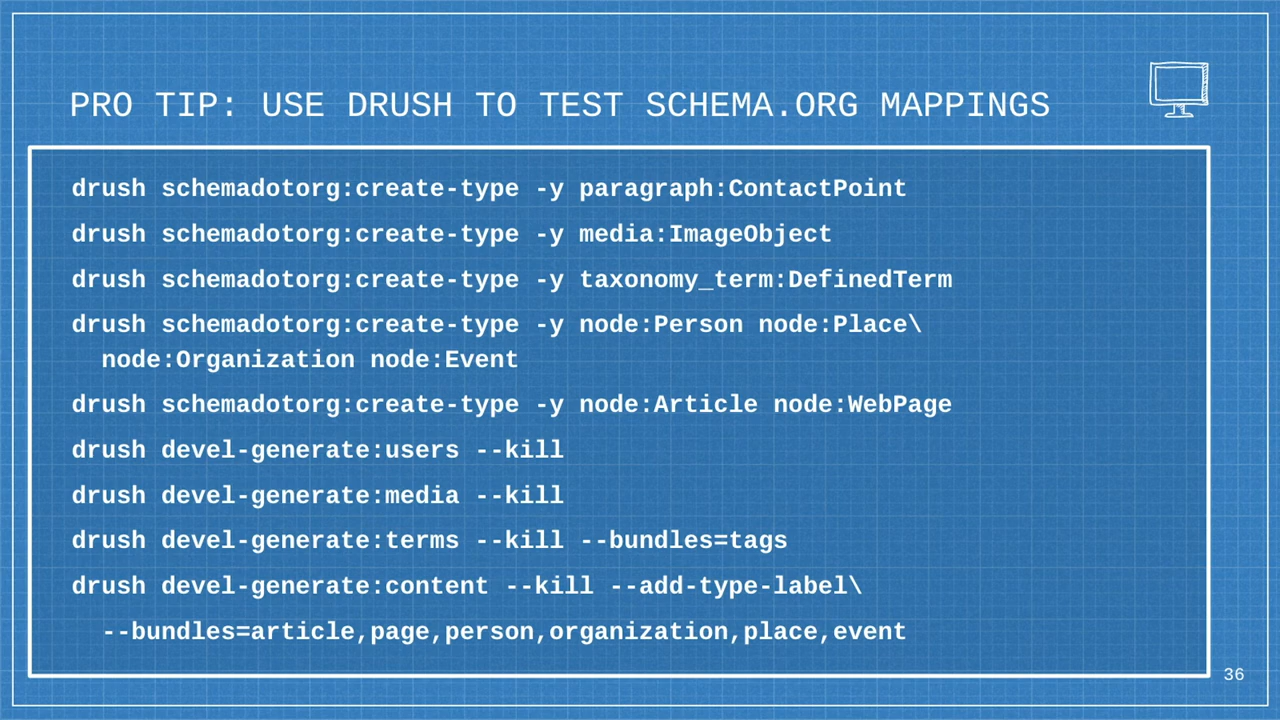 PRO TIP: USE DRUSH TO TEST SCHEMA.ORG MAPPINGS
drush schemadotorg:create-type -y paragraph:ContactPoint
drush schemadotorg:create-type -y media:ImageObject
drush schemadotorg:create-type -y taxonomy_term:DefinedTerm
drush schemadotorg:create-type -y node:Person node:Place\
node:Organization node:Event
drush schemadotorg:create-type -y node:Article node:WebPage
drush devel-generate:users --kill
drush devel-generate:media --kill
drush devel-generate:terms --kill --bundles=tags
drush devel-generate:content --kill --add-type-label\
--bundles=article,page,person,organization,place,event
36